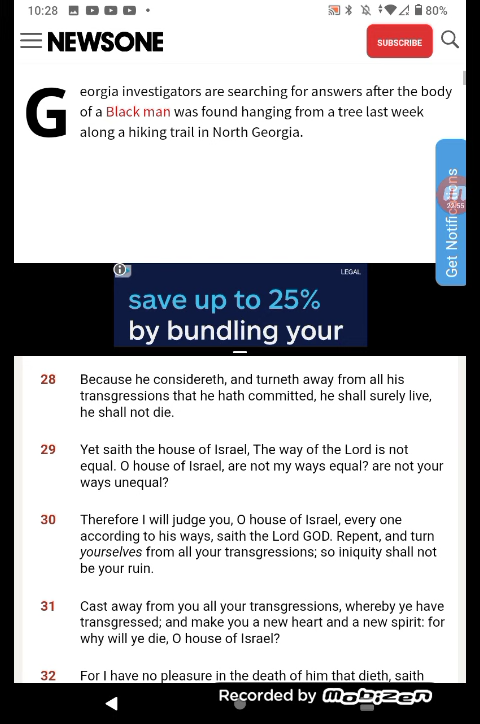 10:28
80%
NEWSONE
SUBSCRIBE
Georgia investigators are searching for answers after the body
of a Black man was found hanging from a tree last week
along a hiking trail in North Georgia.
Get Notifications
LEGAL
save up to 25%
by bundling your
28 Because he considereth, and turneth away from all his
transgressions that he hath committed, he shall surely live,
he shall not die.
29 Yet saith the house of Israel, The way of the Lord is not
equal. O house of Israel, are not my ways equal? are not your
ways unequal?
30 Therefore I will judge you, O house of Israel, every one
according to his ways, saith the Lord GOD. Repent, and turn
yourselves from all your transgressions; so iniquity shall not
be your ruin.
31 Cast away from you all your transgressions, whereby ye have
transgressed; and make you a new heart and a new spirit: for
why will ye die, O house of Israel?
32 For I have no pleasure in the death of him that dieth, saith
Recorded by Mobizen